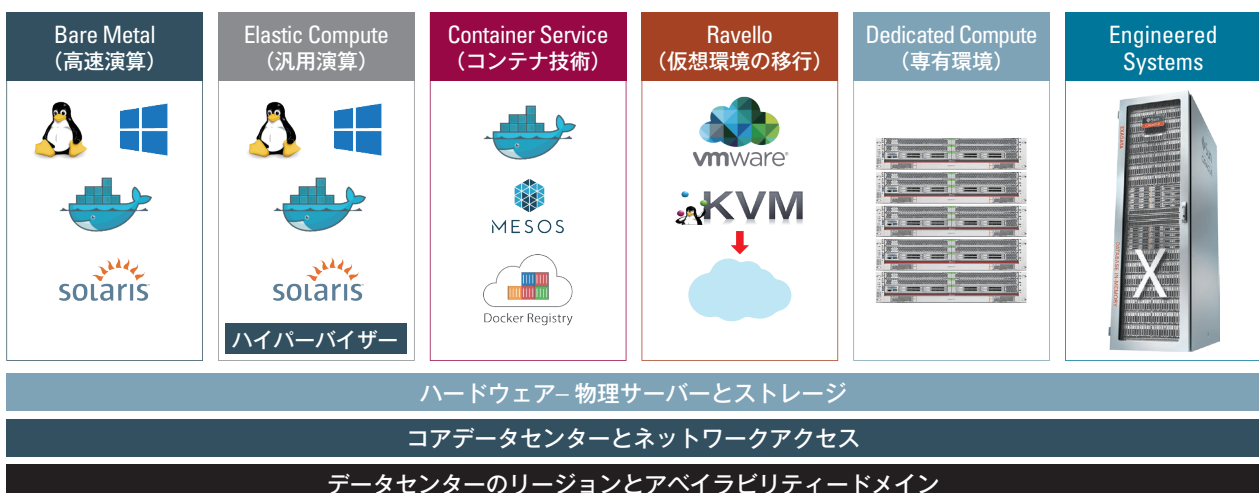 Bare Metal
（高速演算）
Elastic Compute
（汎用演算）
Container Service
（コンテナ技術）
Ravello
（仮想環境の移行）
Dedicated Compute
（専有環境）
Engineered
Systems
solaris
solaris
ハイパーバイザー
MESOS
Docker Registry
vmware
KVM
X
ハードウェア– 物理サーバーとストレージ
コアデータセンターとネットワークアクセス
データセンターのリージョンとアベイラビリティードメイン